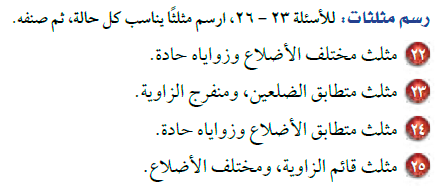 رسم مثلثات: للأسئلة ٢٣ - ٢٦، ارسم مثلثًا يناسب كل حالة، ثم صنفه.
٢٢ مثلث مختلف الأضلاع وزواياه حادة.
٢٣ مثلث متطابق الضلعين، ومنفرج الزاوية.
٢٤ مثلث متطابق الأضلاع وزواياه حادة.
٢٥ مثلث قائم الزاوية، ومختلف الأضلاع.